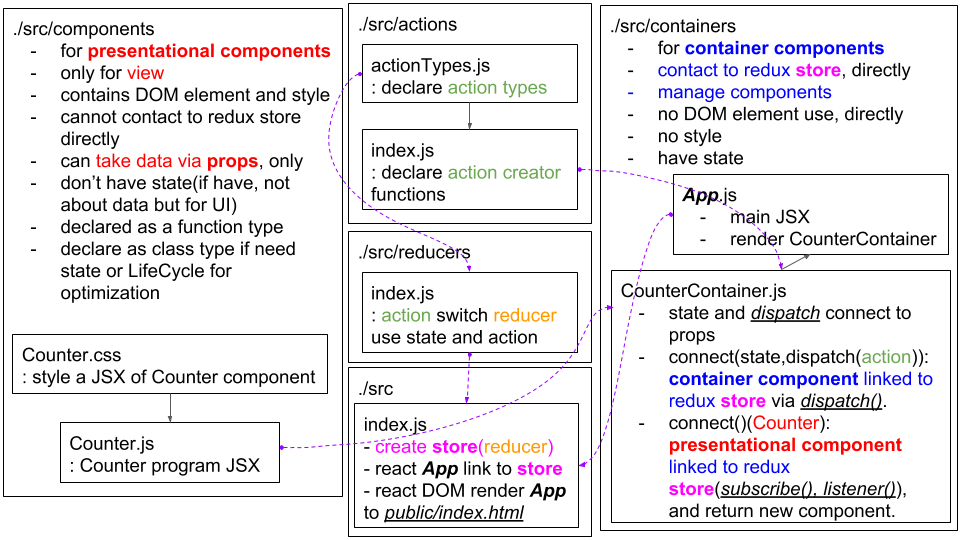 ./src/components
- for presentational components
- only for view
- contains DOM element and style
- cannot contact to redux store
directly
- can take data via props, only
- don't have state(if have, not
about data but for UI)
- declared as a function type
- declare as class type if need
state or LifeCycle for
optimization
Counter.css
: style a JSX of Counter component
Counter.js
: Counter program JSX
./src/actions
actionTypes.js
: declare action types
index.js
: declare action creator
functions
./src/reducers
index.js
: action switch reducer
use state and action
./src
index.js
- create store(reducer)
- react App link to store
- react DOM render App
to public/index.html
./src/containers
- for container components
- contact to redux store, directly
- manage components
- no DOM element use, directly
- no style
- have state
App.js
- main JSX
- render CounterContainer
CounterContainer.js
- state and dispatch connect to
props
- connect(state,dispatch(action)):
container component linked to
redux store via dispatch().
- connect()(Counter):
presentational component
linked to redux
store(subscribe(), listener()),
and return new component.